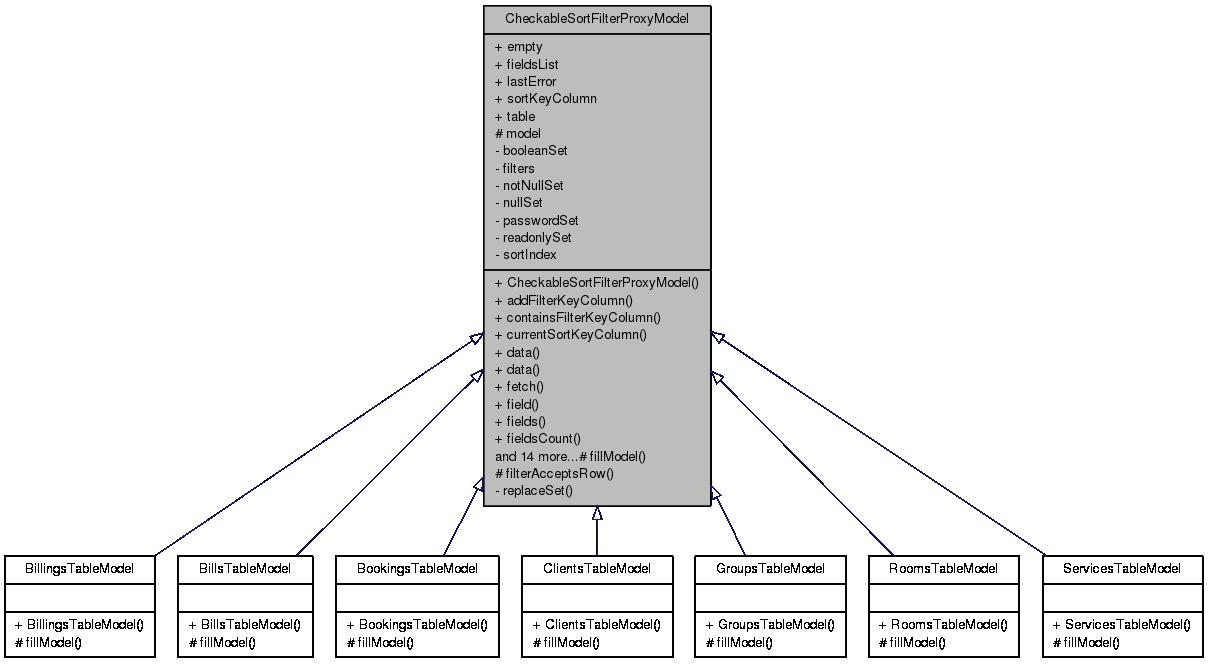 CheckableSortFilterProxyModel
+ empty
+ fieldsList
+ lastError
+ sortKeyColumn
+ table
# model
- booleanSet
- filters
- notNullSet
- nullSet
- passwordSet
- readonlySet
- sortIndex
+ CheckableSortFilterProxyModel()
+ addFilterKeyColumn()
+ containsFilterKeyColumn()
+ currentSortKeyColumn()
+ data()
+ data()
+ fetch()
+ field()
+ fields()
+ fieldsCount()
and 14 more...# fillModel()
# filterAcceptsRow()
- replaceSet()
BillingsTableModel
+ BillingsTableModel()
# fillModel()
BillsTableModel
+ BillsTableModel()
# fillModel()
BookingsTableModel
+ BookingsTableModel()
# fillModel()
ClientsTableModel
+ ClientsTableModel()
# fillModel()
GroupsTableModel
+ GroupsTableModel()
# fillModel()
RoomsTableModel
+ RoomsTableModel()
# fillModel()
ServicesTableModel
+ ServicesTableModel()
# fillModel()